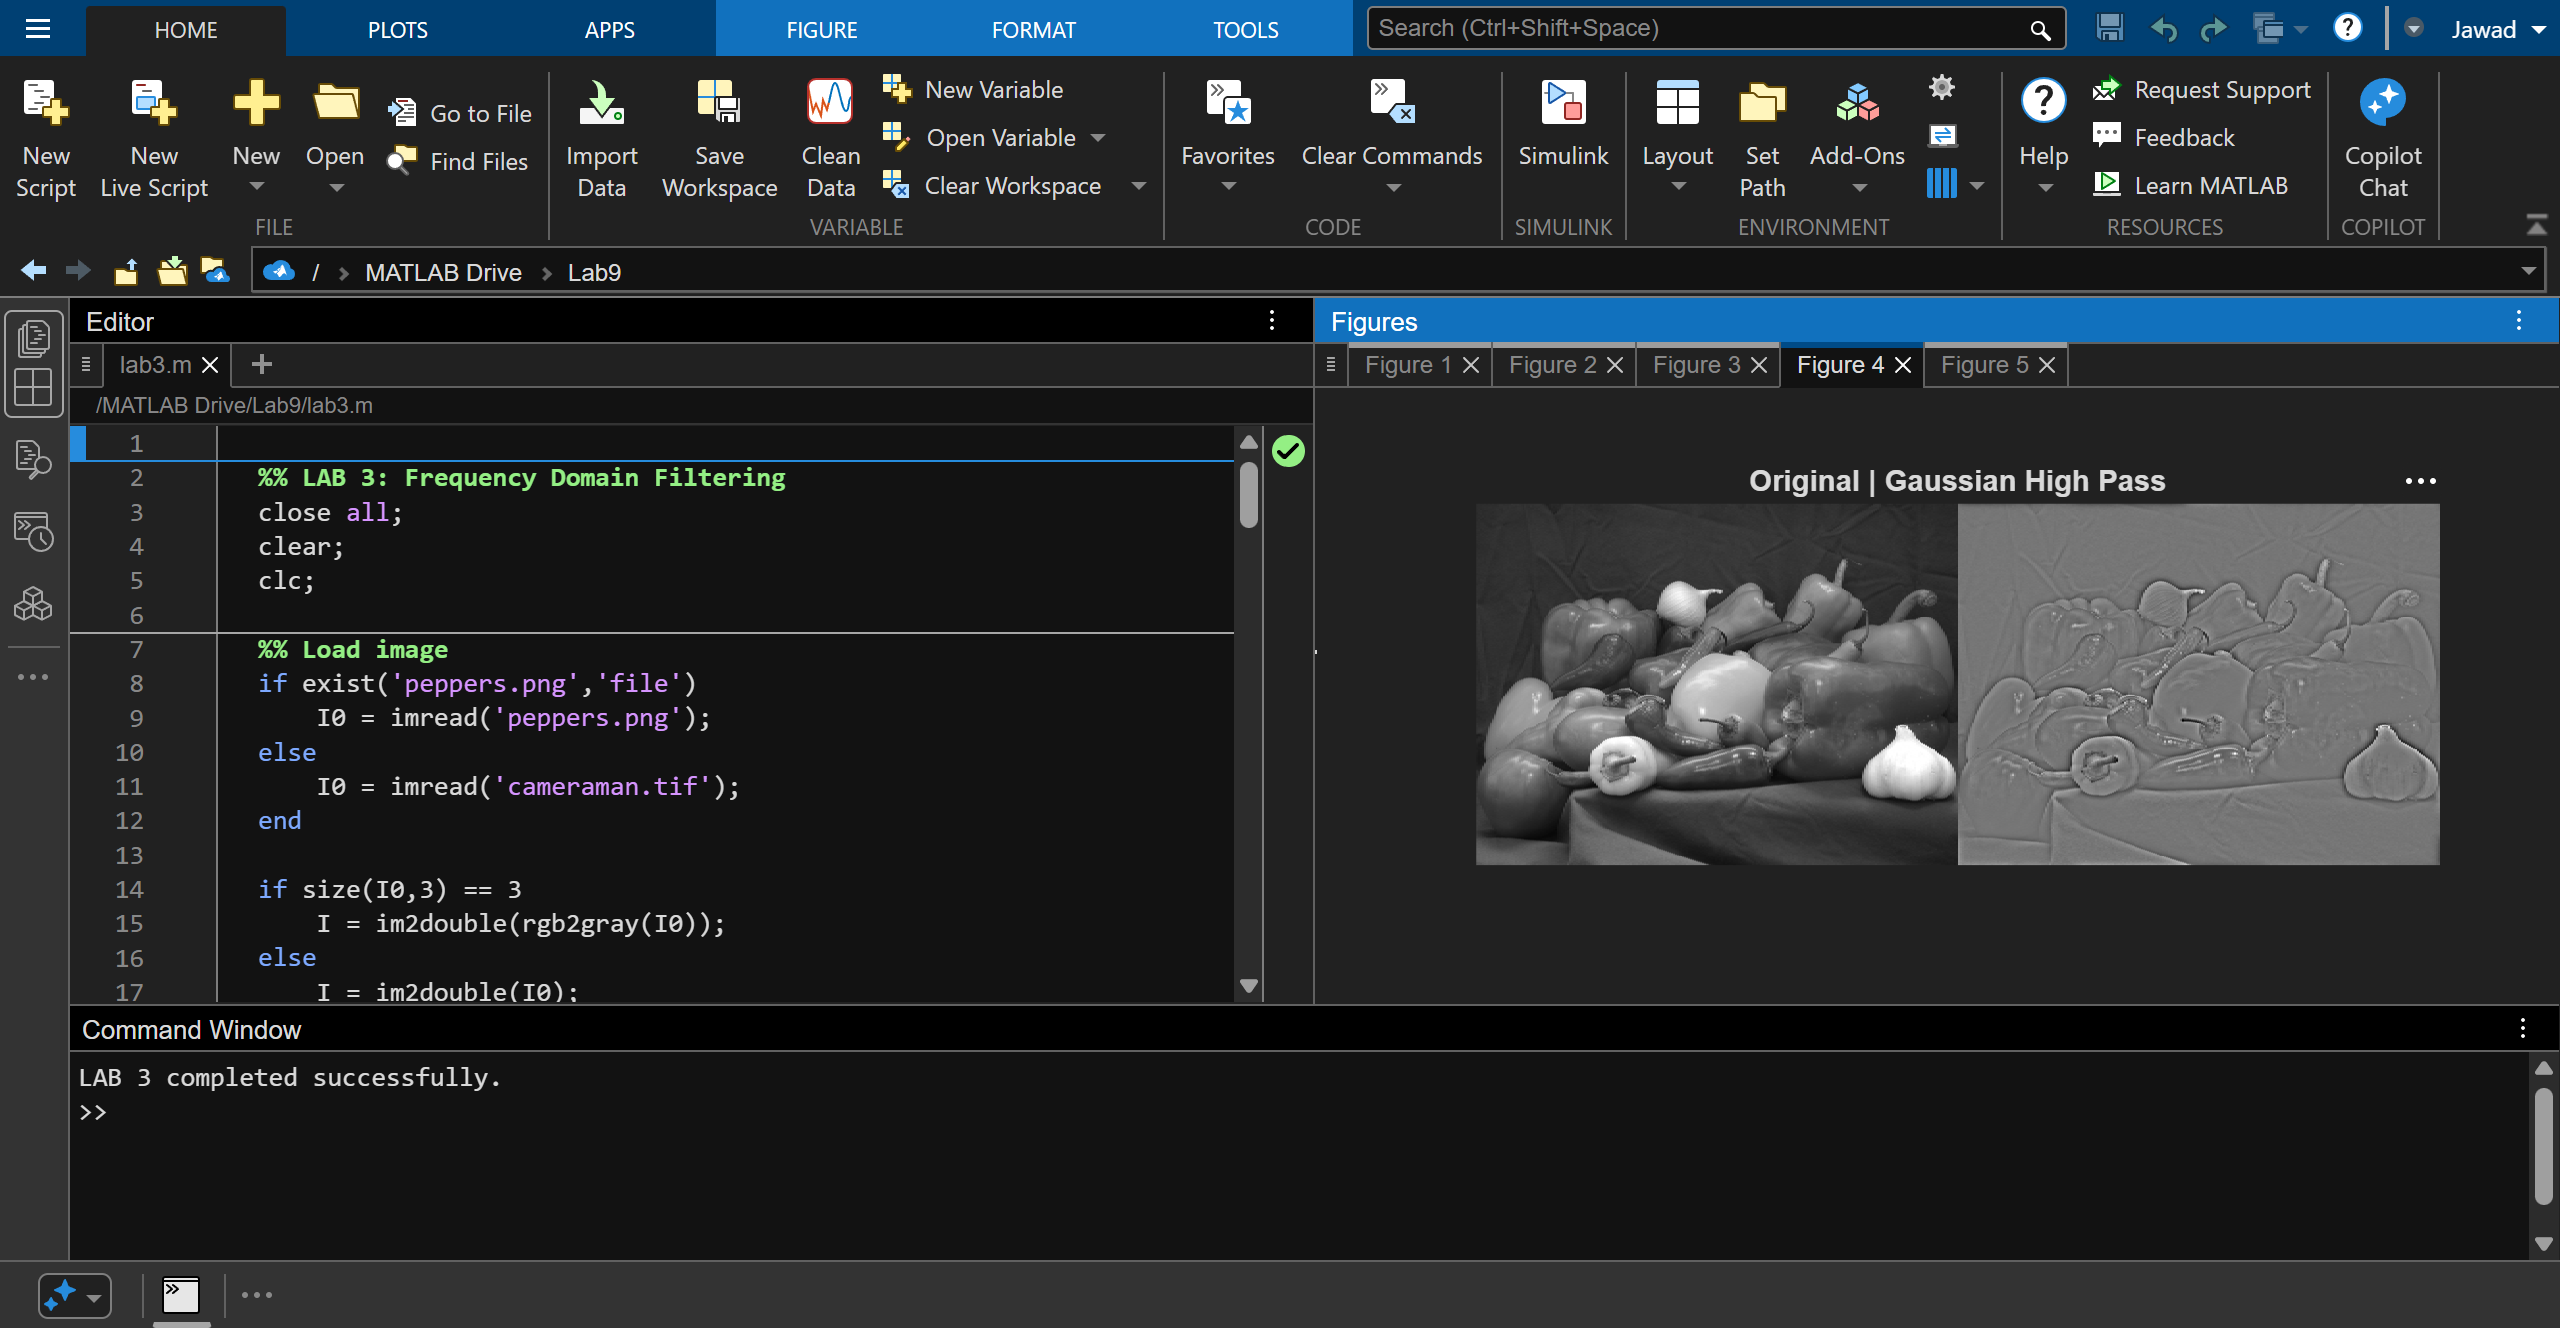 HOME
PLOTS
APPS
FIGURE
FORMAT
TOOLS
Search (Ctrl+Shift+Space)
Jawad
New Script
New Live Script
New
Open
Go to File
Find Files
FILE
Import Data
Save Workspace
Clean Data
New Variable
Open Variable
Clear Workspace
VARIABLE
Favorites
Clear Commands
CODE
Simulink
SIMULINK
Layout
Set Path
Add-Ons
ENVIRONMENT
Help
Request Support
Feedback
Learn MATLAB
RESOURCES
Copilot Chat
COPILOT
/ > MATLAB Drive > Lab9
Editor
lab3.m
/MATLAB Drive/Lab9/lab3.m
1
2 %% LAB 3: Frequency Domain Filtering
3 close all;
4 clear;
5 clc;
6
7 %% Load image
8 if exist('peppers.png','file')
9 I0 = imread('peppers.png');
10 else
11 I0 = imread('cameraman.tif');
12 end
13
14 if size(I0,3) == 3
15 I = im2double(rgb2gray(I0));
16 else
17 I = im2double(I0);
Figures
Figure 1
Figure 2
Figure 3
Figure 4
Figure 5
Original | Gaussian High Pass
Command Window
LAB 3 completed successfully.
>>